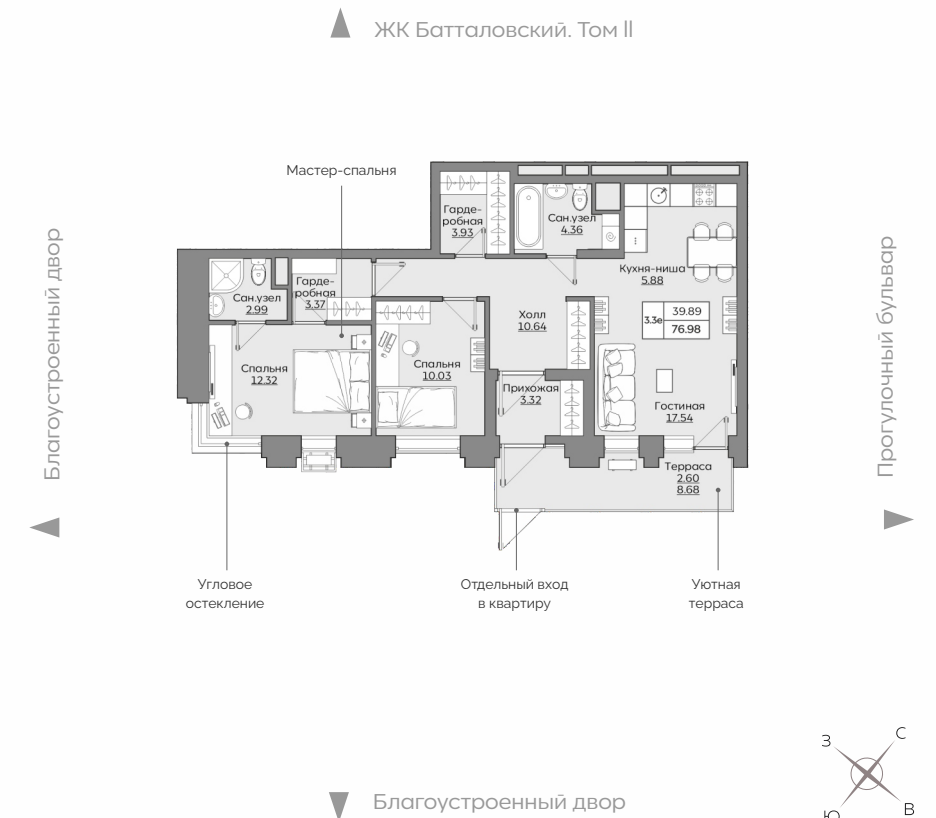 ЖК Батталовский. Том II
Мастер-спальня
Гарде-
робная
3.93
Сан.узел
4.36
Кухня-ниша
5.88
Сан.узел
2.99
Гарде-
робная
3.37
Холл
10.64
3.3е
39.89
76.98
Спальня
12.32
Спальня
10.03
Прихожая
3.32
Гостиная
17.54
Терраса
2.60
8.68
Благоустроенный двор
Прогулочный бульвар
Угловое
остекление
Отдельный вход
в квартиру
Уютная
терраса
Благоустроенный двор
З
С
Ю
В